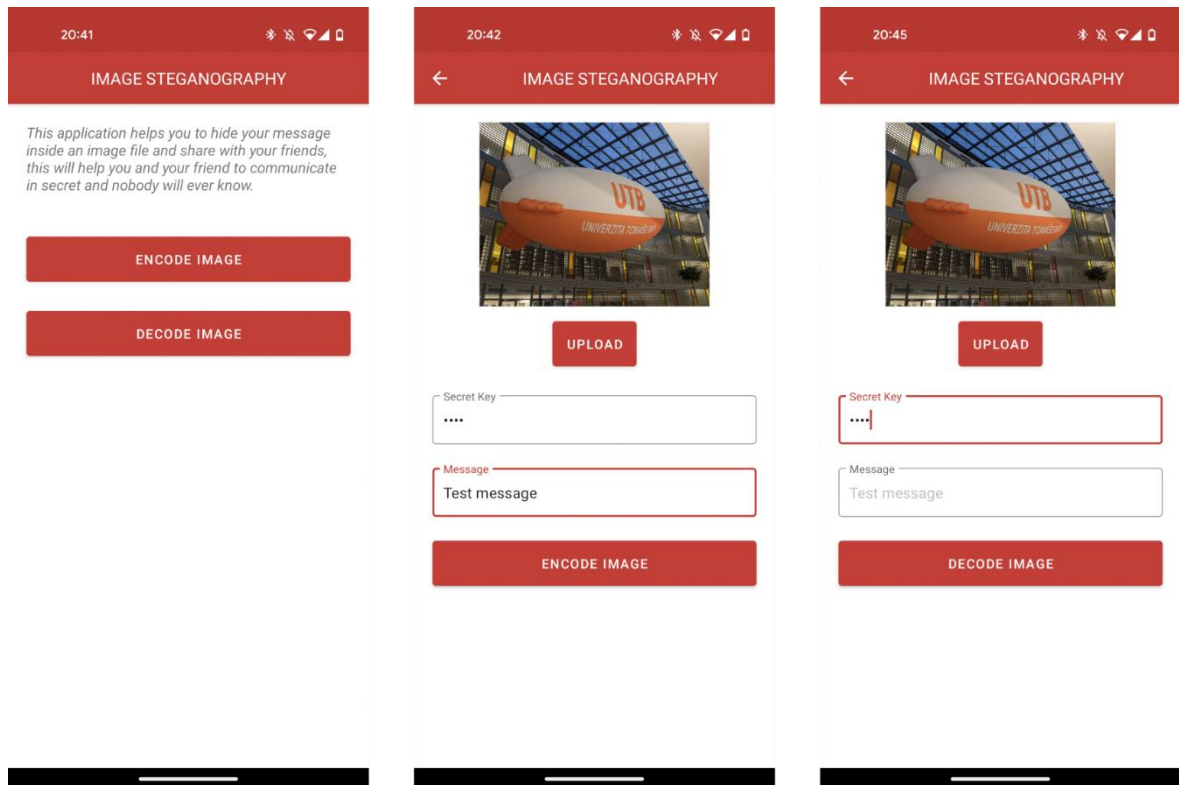 20:41
IMAGE STEGANOGRAPHY
This application helps you to hide your message
inside an image file and share with your friends,
this will help you and your friend to communicate
in secret and nobody will ever know.
ENCODE IMAGE
DECODE IMAGE
20:42
IMAGE STEGANOGRAPHY
UTB
UNIVERZITA TOMÁŠE BATI
UPLOAD
Secret Key
••••
Message
Test message
ENCODE IMAGE
20:45
IMAGE STEGANOGRAPHY
UTB
UNIVERZITA TOMÁŠE BATI
UPLOAD
Secret Key
••••
Message
Test message
DECODE IMAGE